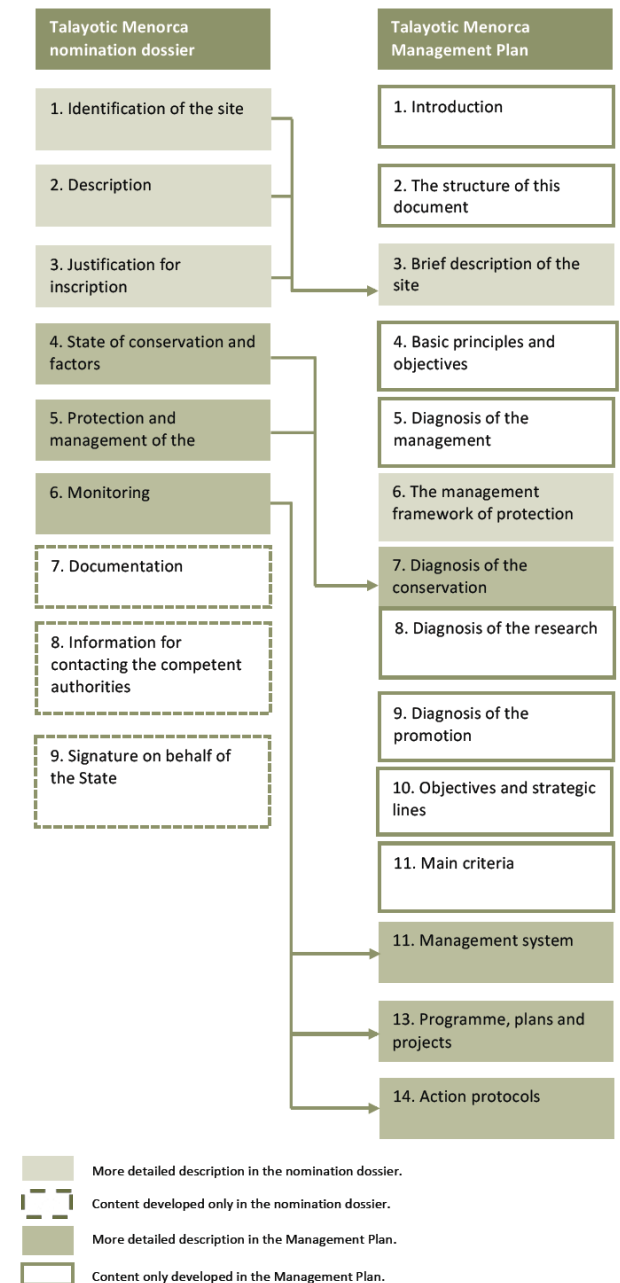 Talayotic Menorca
nomination dossier
1. Identification of the site
2. Description
3. Justification for
inscription
4. State of conservation and
factors
5. Protection and
management of the
6. Monitoring
7. Documentation
8. Information for
contacting the competent
authorities
9. Signature on behalf of
the State
Talayotic Menorca
Management Plan
1. Introduction
2. The structure of this
document
3. Brief description of the
site
4. Basic principles and
objectives
5. Diagnosis of the
management
6. The management
framework of protection
7. Diagnosis of the
conservation
8. Diagnosis of the research
9. Diagnosis of the
promotion
10. Objectives and strategic
lines
11. Main criteria
11. Management system
13. Programme, plans and
projects
14. Action protocols
More detailed description in the nomination dossier.
Content developed only in the nomination dossier.
More detailed description in the Management Plan.
Content only developed in the Management Plan.